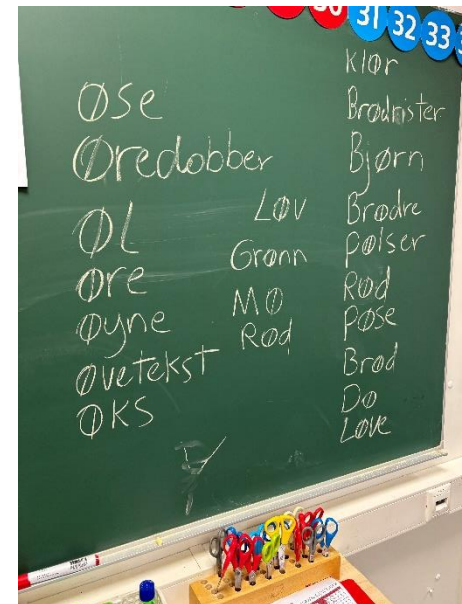 31 32 33
Øse
Øredobber
Øl
Øre
Øyne
Øvetekst
ØKS
Løv
Grønn
MØ
Rød
Klør
Brødrister
Bjørn
Brødre
Pølser
Rød
Pøse
Brød
Dø
Løve